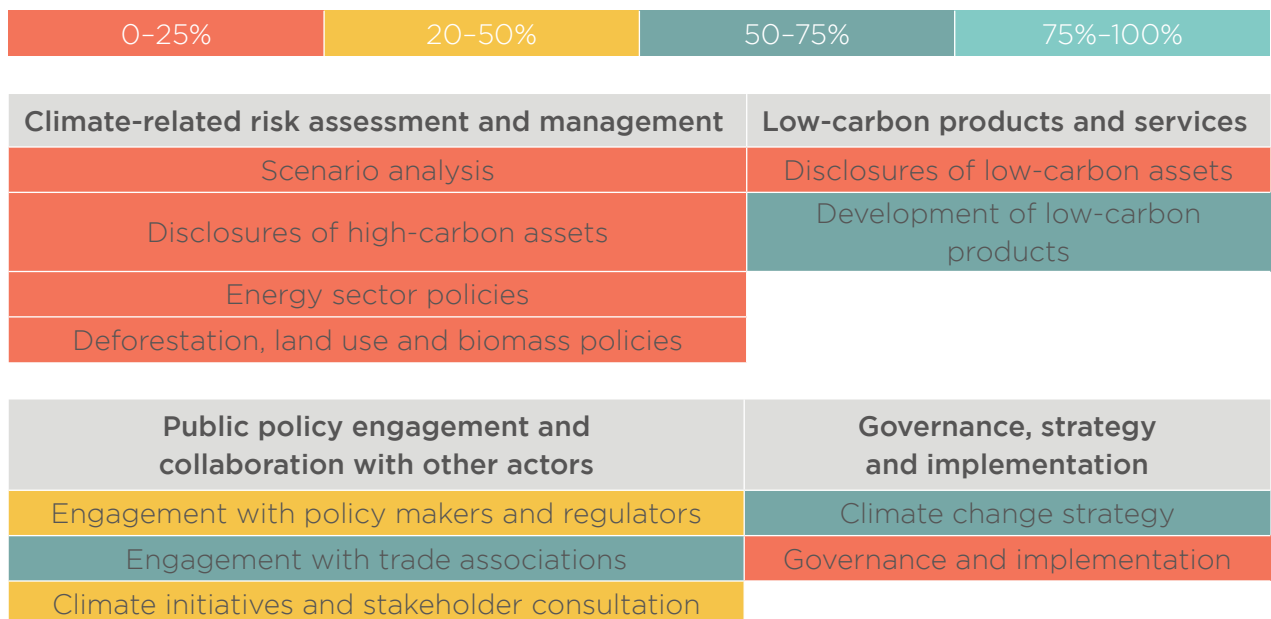 0–25% 20–50% 50–75% 75%–100%
Climate-related risk assessment and management Low-carbon products and services
Scenario analysis Disclosures of low-carbon assets
Disclosures of high-carbon assets Development of low-carbon
products
Energy sector policies
Deforestation, land use and biomass policies
Public policy engagement and Governance, strategy
collaboration with other actors and implementation
Engagement with policy makers and regulators Climate change strategy
Engagement with trade associations Governance and implementation
Climate initiatives and stakeholder consultation